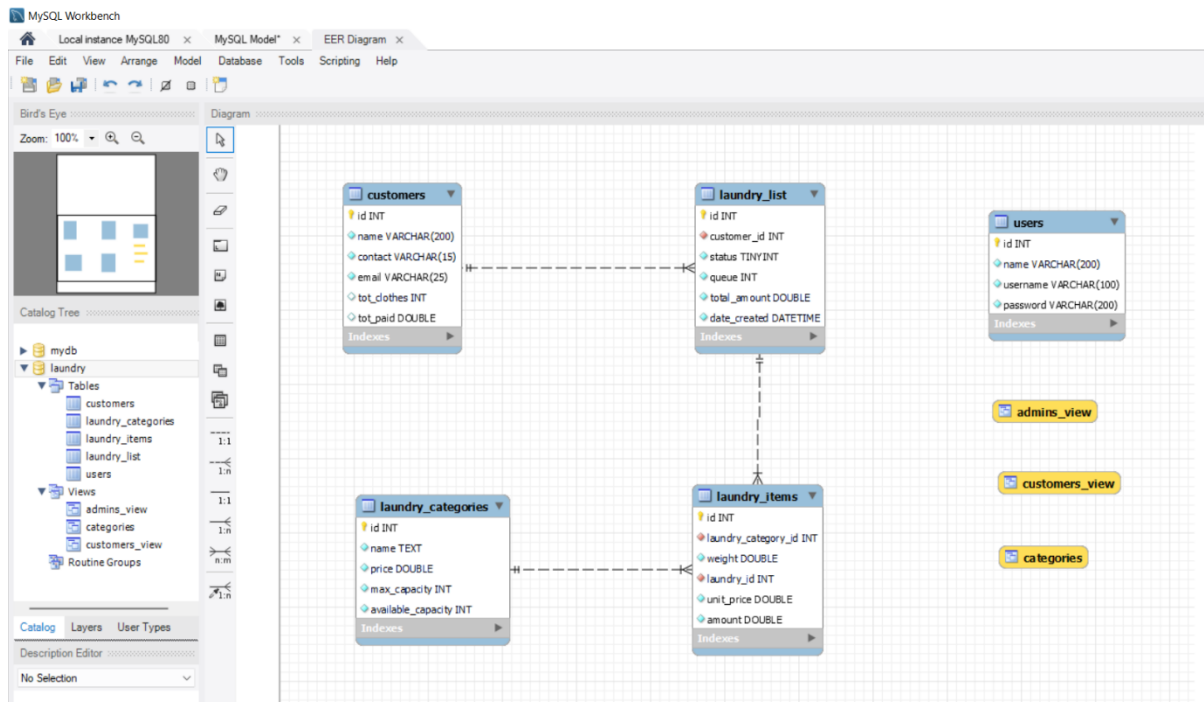 MySQL Workbench
Local instance MySQL80 × MySQL Model* × EER Diagram ×
File Edit View Arrange Model Database Tools Scripting Help
Bird's Eye
Zoom: 100%
Catalog Tree
mydb
laundry
Tables
customers
laundry_categories
laundry_items
laundry_list
users
Views
admins_view
categories
customers_view
Routine Groups
Catalog Layers User Types
Description Editor
No Selection
Diagram
1:1
1:n
1:1
1:n
n:m
1:n
customers
id INT
name VARCHAR(200)
contact VARCHAR(15)
email VARCHAR(25)
tot_clothes INT
tot_paid DOUBLE
Indexes
laundry_list
id INT
customer_id INT
status TINYINT
queue INT
total_amount DOUBLE
date_created DATETIME
Indexes
users
id INT
name VARCHAR(200)
username VARCHAR(100)
password VARCHAR(200)
Indexes
admins_view
customers_view
categories
laundry_categories
id INT
name TEXT
price DOUBLE
max_capacity INT
available_capacity INT
Indexes
laundry_items
id INT
laundry_category_id INT
weight DOUBLE
laundry_id INT
unit_price DOUBLE
amount DOUBLE
Indexes